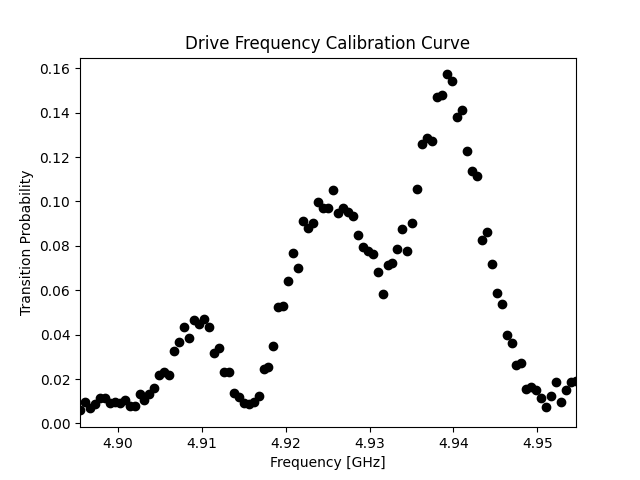 Drive Frequency Calibration Curve
0.16
0.14
0.12
0.10
0.08
0.06
0.04
0.02
0.00
Transition Probability
4.90 4.91 4.92 4.93 4.94 4.95
Frequency [GHz]